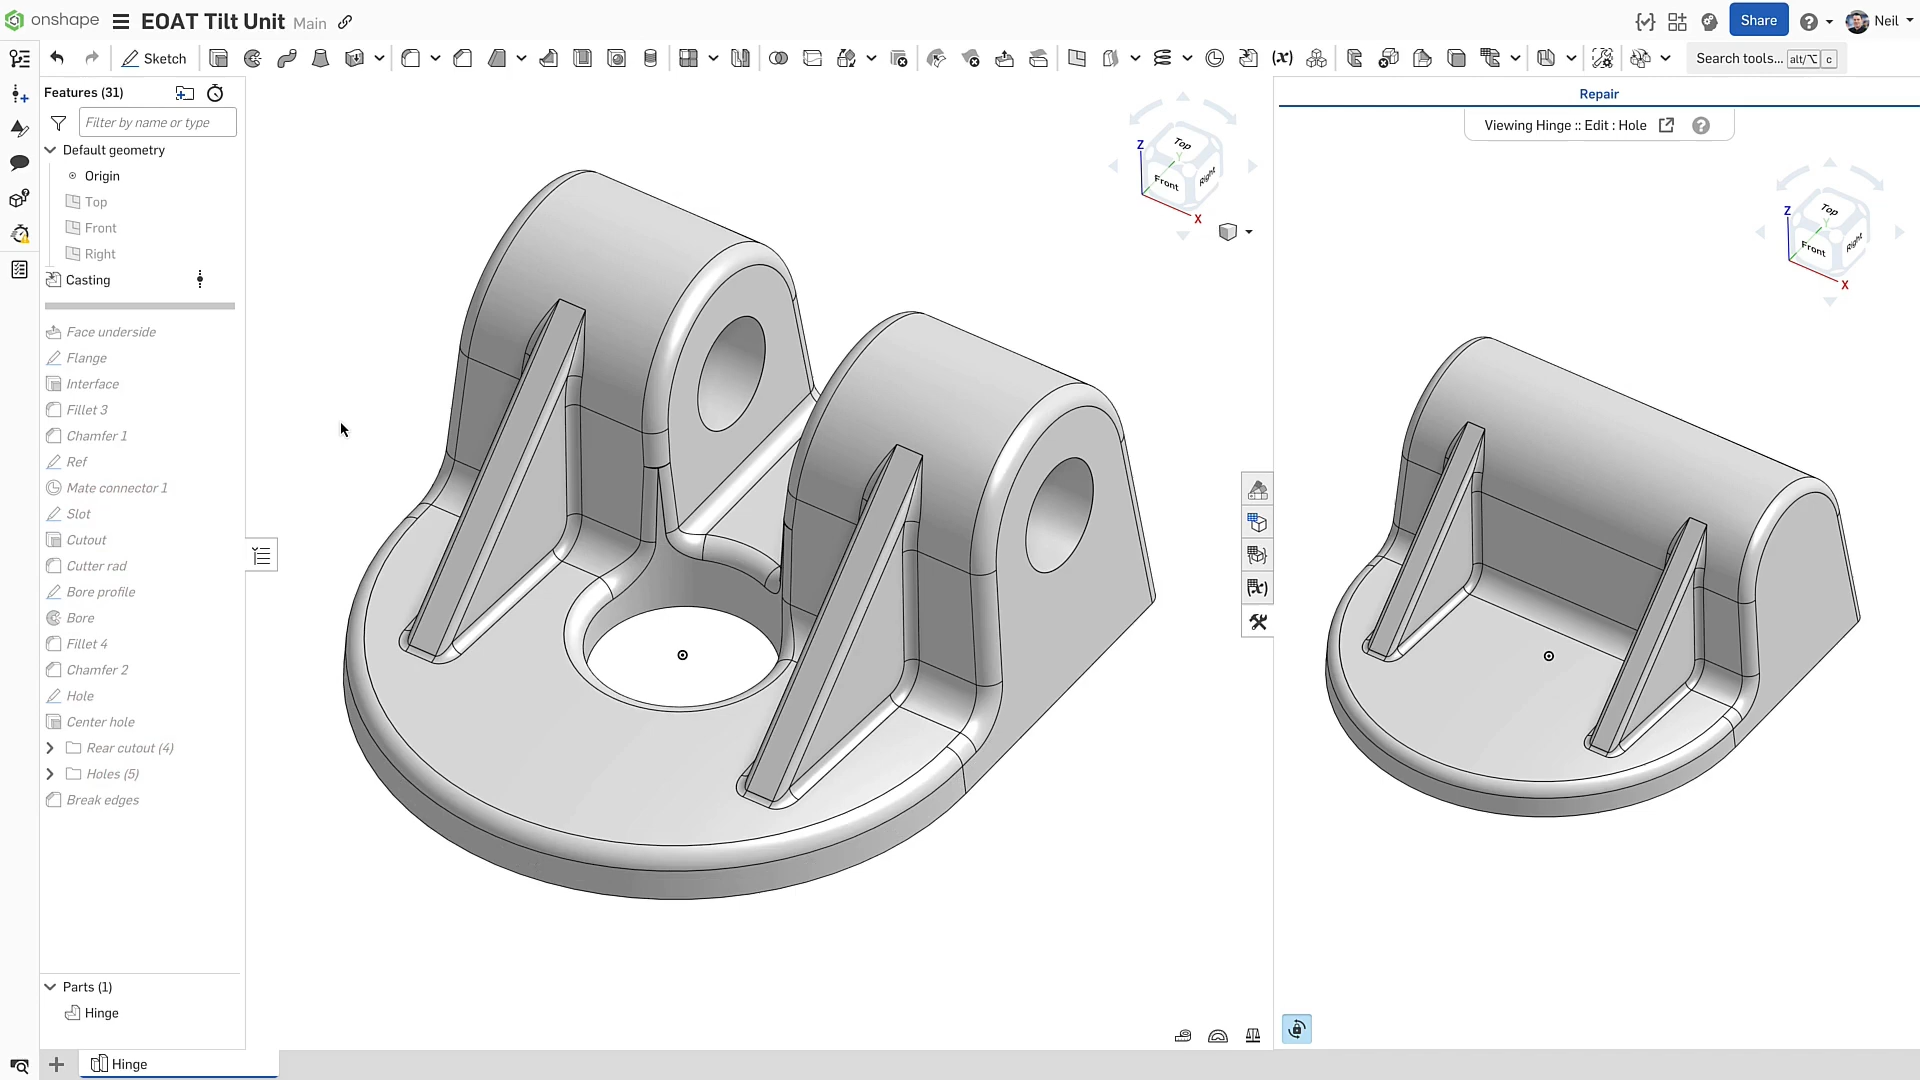 onshape
EOAT Tilt Unit Main
Share
Neil
Sketch
Search tools... alt/⌥ c
Features (31)
Filter by name or type
Default geometry
Origin
Top
Front
Right
Casting
Face underside
Flange
Interface
Fillet 3
Chamfer 1
Ref
Mate connector 1
Slot
Cutout
Cutter rad
Bore profile
Bore
Fillet 4
Chamfer 2
Hole
Center hole
Rear cutout (4)
Holes (5)
Break edges
Parts (1)
Hinge
Hinge
Z
Top
Y
Front
Right
X
Repair
Viewing Hinge :: Edit : Hole
Z
Top
Y
Front
Right
X